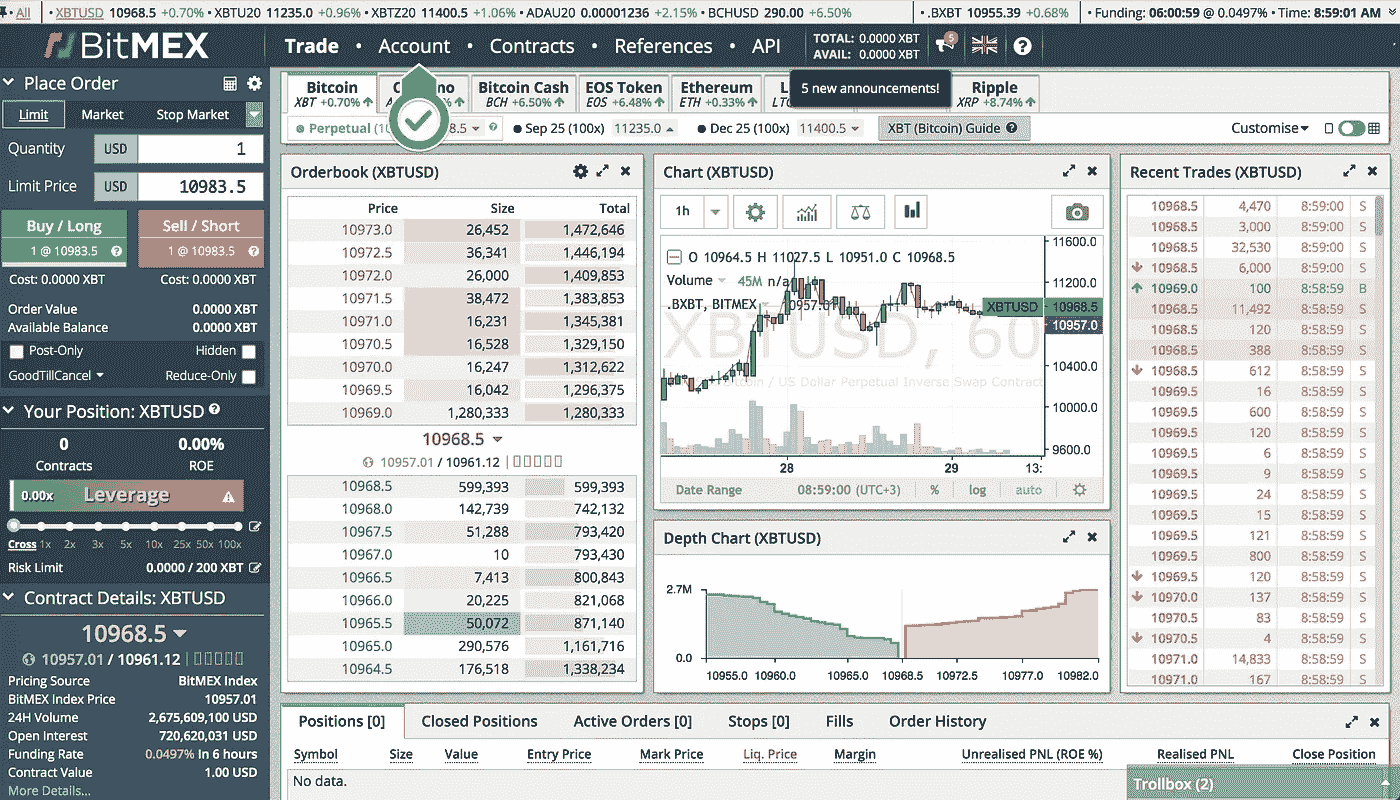 All • XBTUSD 10968.5 +0.70% • XBTU20 11235.0 +0.96% • XBTZ20 11400.5 +1.06% • ADAU20 0.00001236 +2.15% • BCHUSD 290.00 +6.50% • .BXBT 10955.39 +0.68% • Funding: 06:00:59 @ 0.0497% • Time: 8:59:01 AM
BitMEX
Trade • Account • Contracts • References • API
TOTAL: 0.0000 XBT
AVAIL: 0.0000 XBT
5
5 new announcements!
Place Order
Limit Market Stop Market
Quantity USD 1
Limit Price USD 10983.5
Buy / Long Sell / Short
1 @ 10983.5 1 @ 10983.5
Cost: 0.0000 XBT Cost: 0.0000 XBT
Order Value 0.0000 XBT
Available Balance 0.0000 XBT
Post-Only Hidden
GoodTillCancel Reduce-Only
Your Position: XBTUSD
0 0.00%
Contracts ROE
0.00x Leverage
Cross 1x 2x 3x 5x 10x 25x 50x 100x
Risk Limit 0.0000 / 200 XBT
Contract Details: XBTUSD
10968.5
10957.01 / 10961.12
Pricing Source BitMEX Index
BitMEX Index Price 10957.01
24H Volume 2,675,609,100 USD
Open Interest 720,620,031 USD
Funding Rate 0.0497% In 6 hours
Contract Value 1.00 USD
More Details...
Bitcoin Bitcoin Cash EOS Token Ethereum Ripple
XBT +0.70% BCH +6.50% EOS +6.48% ETH +0.33% XRP +8.74%
Perpetual Sep 25 (100x) 11235.0 Dec 25 (100x) 11400.5 XBT (Bitcoin) Guide Customise
Orderbook (XBTUSD)
Price Size Total
10973.0 26,452 1,472,646
10972.5 36,341 1,446,194
10972.0 26,000 1,409,853
10971.5 38,472 1,383,853
10971.0 16,231 1,345,381
10970.5 16,528 1,329,150
10970.0 16,247 1,312,622
10969.5 16,042 1,296,375
10969.0 1,280,333 1,280,333
10968.5
10957.01 / 10961.12
10968.5 599,393 599,393
10968.0 142,739 742,132
10967.5 51,288 793,420
10967.0 10 793,430
10966.5 7,413 800,843
10966.0 20,225 821,068
10965.5 50,072 871,140
10965.0 290,576 1,161,716
10964.5 176,518 1,338,234
Chart (XBTUSD)
1h
O 10964.5 H 11027.5 L 10951.0 C 10968.5
Volume 45M n/a
.BXBT, BITMEX 10957.01
XBTUSD, 60
Bitcoin / US Dollar Perpetual Inverse Swap Contract
11600.0
11200.0
XBTUSD 10968.5
10957.0
10400.0
10000.0
9600.0
28 29 13:
Date Range 08:59:00 (UTC+3) % log auto
Depth Chart (XBTUSD)
2.7M
0.0
10955.0 10960.0 10965.0 10968.5 10972.5 10977.0 10982.0
Recent Trades (XBTUSD)
10968.5 4,470 8:59:00 S
10968.5 3,000 8:59:00 S
10968.5 32,530 8:59:00 S
10968.5 6,000 8:59:00 S
10969.0 100 8:58:59 B
10968.5 11,492 8:58:59 S
10968.5 120 8:58:59 S
10968.5 388 8:58:59 S
10968.5 612 8:58:59 S
10969.5 16 8:58:59 S
10969.5 600 8:58:59 S
10969.5 120 8:58:59 S
10969.5 6 8:58:59 S
10969.5 9 8:58:59 S
10969.5 24 8:58:59 S
10969.5 15 8:58:59 S
10969.5 121 8:58:59 S
10969.5 800 8:58:59 S
10969.5 120 8:58:59 S
10970.0 137 8:58:59 S
10970.5 83 8:58:59 S
10970.5 4 8:58:59 S
10971.0 14,833 8:58:59 S
10971.0 167 8:58:59 S
Positions [0] Closed Positions Active Orders [0] Stops [0] Fills Order History
Symbol Size Value Entry Price Mark Price Liq. Price Margin Unrealised PNL (ROE %) Realised PNL Close Position
No data.
Trollbox (2)